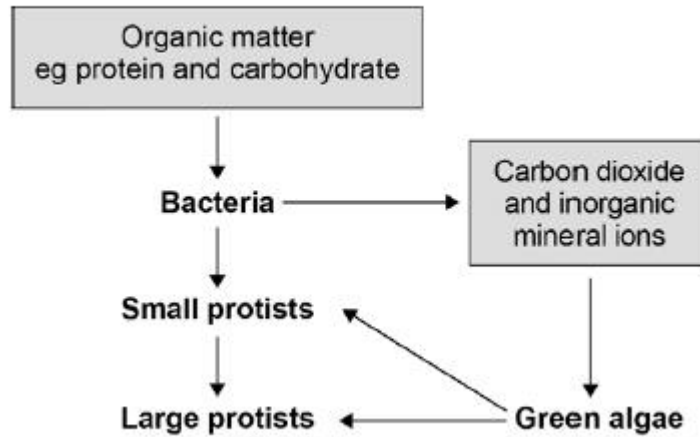 Organic matter
eg protein and carbohydrate
Carbon dioxide
and inorganic
mineral ions
Bacteria
Small protists
Large protists
Green algae